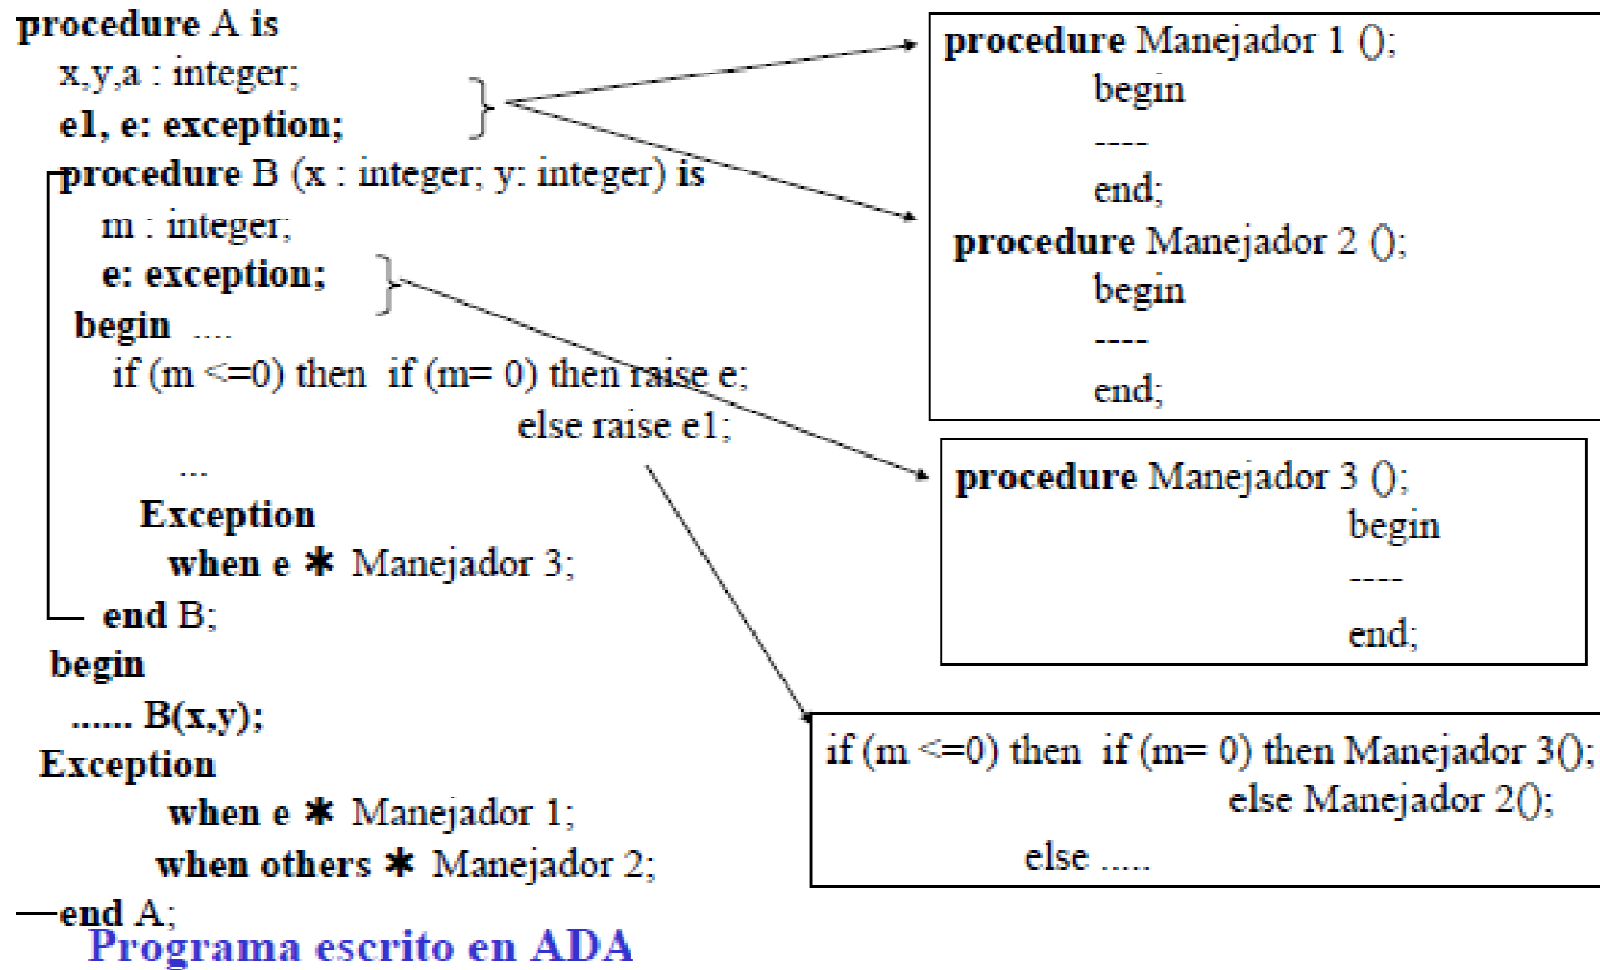 procedure A is
x,y,a : integer;
e1, e: exception;
procedure B (x : integer; y: integer) is
m : integer;
e: exception;
begin ....
if (m <=0) then if (m= 0) then raise e;
else raise e1;
...
Exception
when e * Manejador 3;
end B;
begin
...... B(x,y);
Exception
when e * Manejador 1;
when others * Manejador 2;
end A;
Programa escrito en ADA
procedure Manejador 1 ();
begin
----
end;
procedure Manejador 2 ();
begin
----
end;
procedure Manejador 3 ();
begin
----
end;
if (m <=0) then if (m= 0) then Manejador 3();
else Manejador 2();
else .....